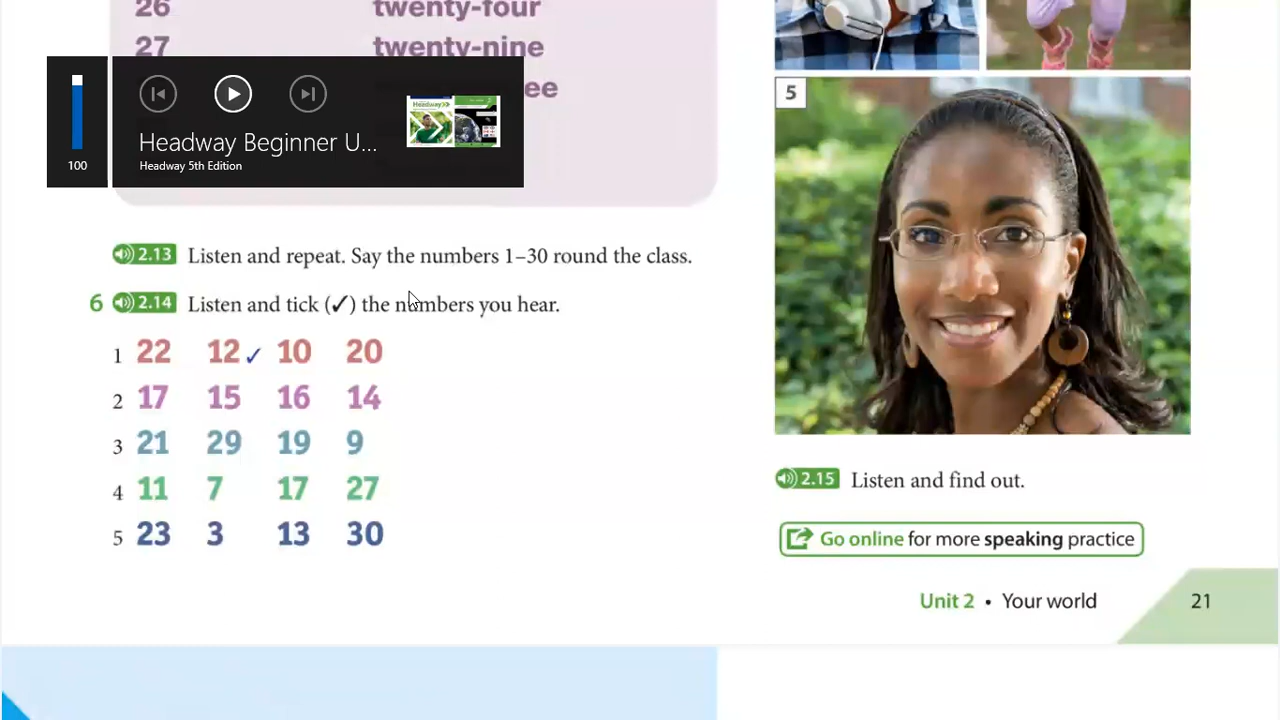 26 twenty-four
27 twenty-nine
ee
100
Headway Beginner U...
Headway 5th Edition
5
2.13 Listen and repeat. Say the numbers 1–30 round the class.
6 2.14 Listen and tick (✓) the numbers you hear.
1 22 12 ✓ 10 20
2 17 15 16 14
3 21 29 19 9
4 11 7 17 27
5 23 3 13 30
2.15 Listen and find out.
Go online for more speaking practice
Unit 2 • Your world 21